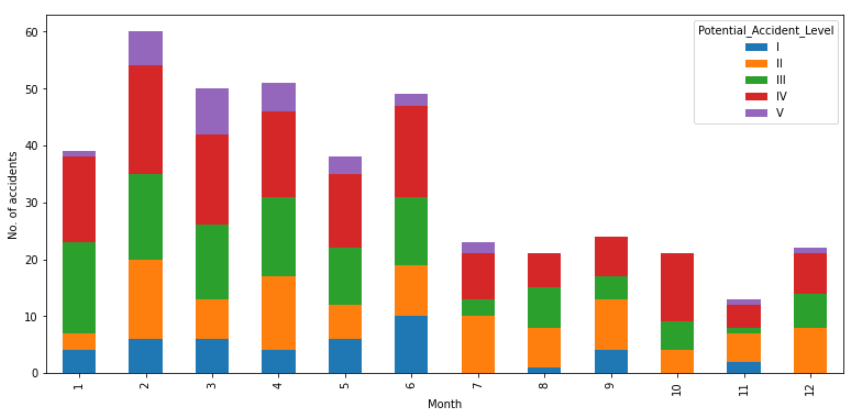 Potential_Accident_Level
I
II
III
IV
V
No. of accidents
60
50
40
30
20
10
0
1 2 3 4 5 6 7 8 9 10 11 12
Month